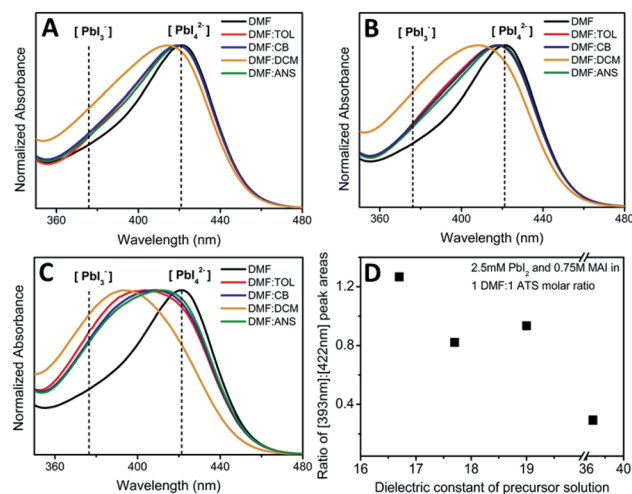 A
[ PbI₃⁻ ]
[ PbI₄²⁻ ]
DMF
DMF:TOL
DMF:CB
DMF:DCM
DMF:ANS
Normalized Absorbance
360 400 440 480
Wavelength (nm)
B
[ PbI₃⁻ ]
[ PbI₄²⁻ ]
DMF
DMF:TOL
DMF:CB
DMF:DCM
DMF:ANS
Normalized Absorbance
360 400 440 480
Wavelength (nm)
C
[ PbI₃⁻ ]
[ PbI₄²⁻ ]
DMF
DMF:TOL
DMF:CB
DMF:DCM
DMF:ANS
Normalized Absorbance
360 400 440 480
Wavelength (nm)
D
2.5mM PbI₂ and 0.75M MAI in
1 DMF:1 ATS molar ratio
Ratio of [393nm]:[422nm] peak areas
1.2
0.8
0.4
16 17 18 19 36 40
Dielectric constant of precursor solution